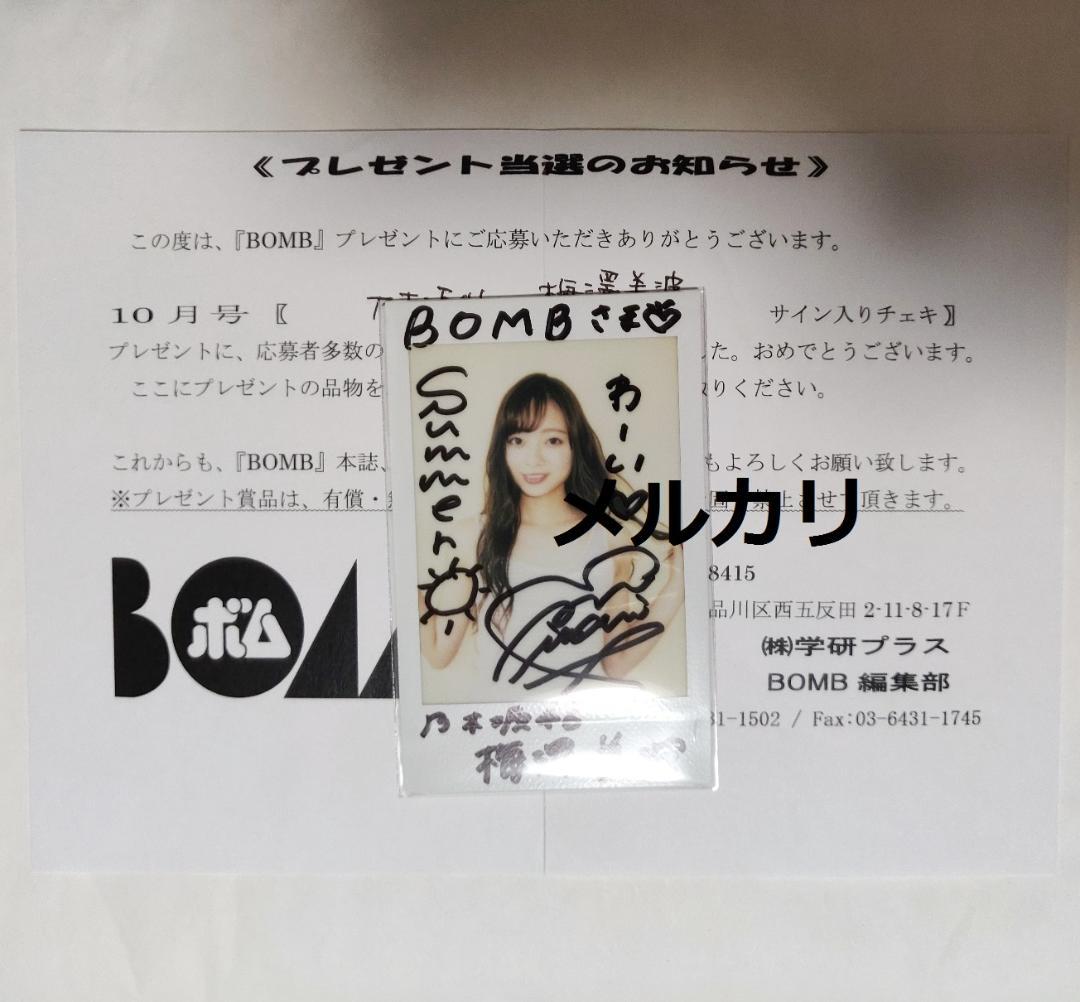 《プレゼント当選のお知らせ》
この度は、『BOMB』プレゼントにご応募いただきありがとうございます。
梅澤美波
10月号〖 サイン入りチェキ〗
プレゼントに、応募者多数の した。おめでとうございます。
ここにプレゼントの品物を りください。
これからも、『BOMB』本誌、 もよろしくお願い致します。
※プレゼント賞品は、有償・ 禁止させて頂きます。
BOMBさま♡
Summer
わーい♡
メルカリ
BOM
ボム
8415
品川区西五反田 2-11-8-17F
㈱学研プラス
BOMB 編集部
31-1502 / Fax:03-6431-1745
乃木坂46
梅澤美波